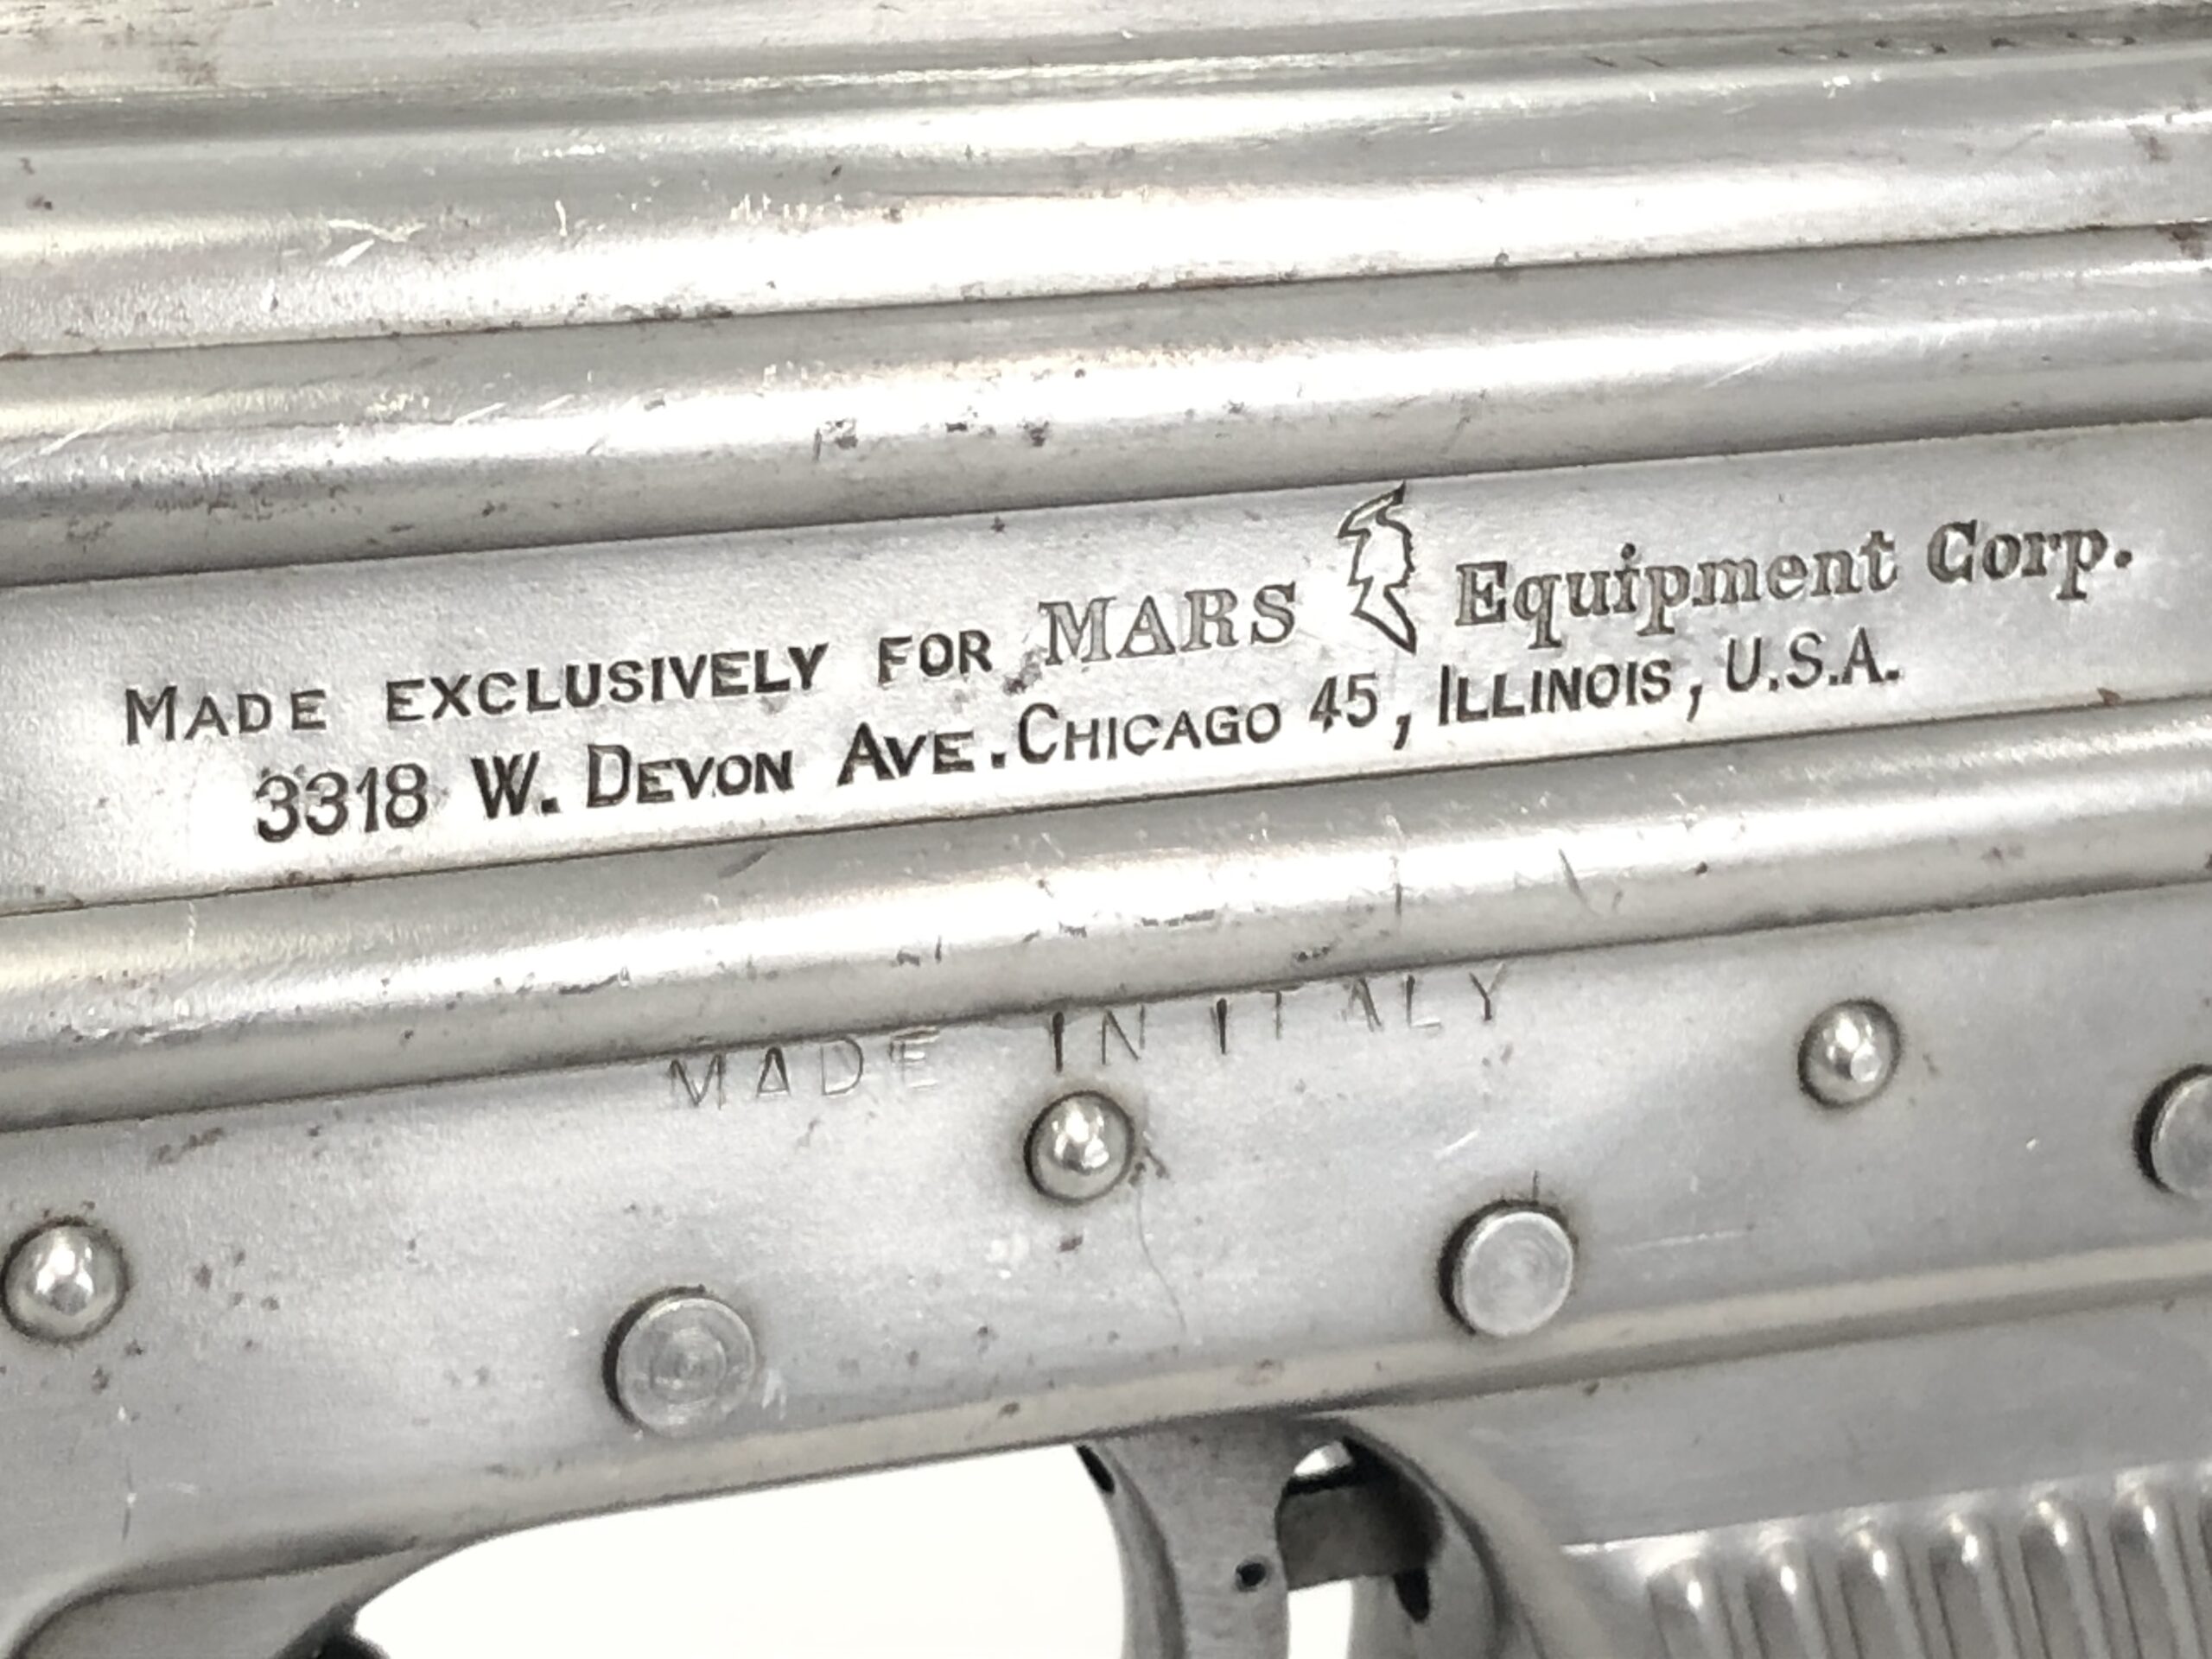 MADE EXCLUSIVELY FOR MARS Equipment Corp.
3318 W. DEVON AVE. CHICAGO 45, ILLINOIS, U.S.A.
MADE IN ITALY